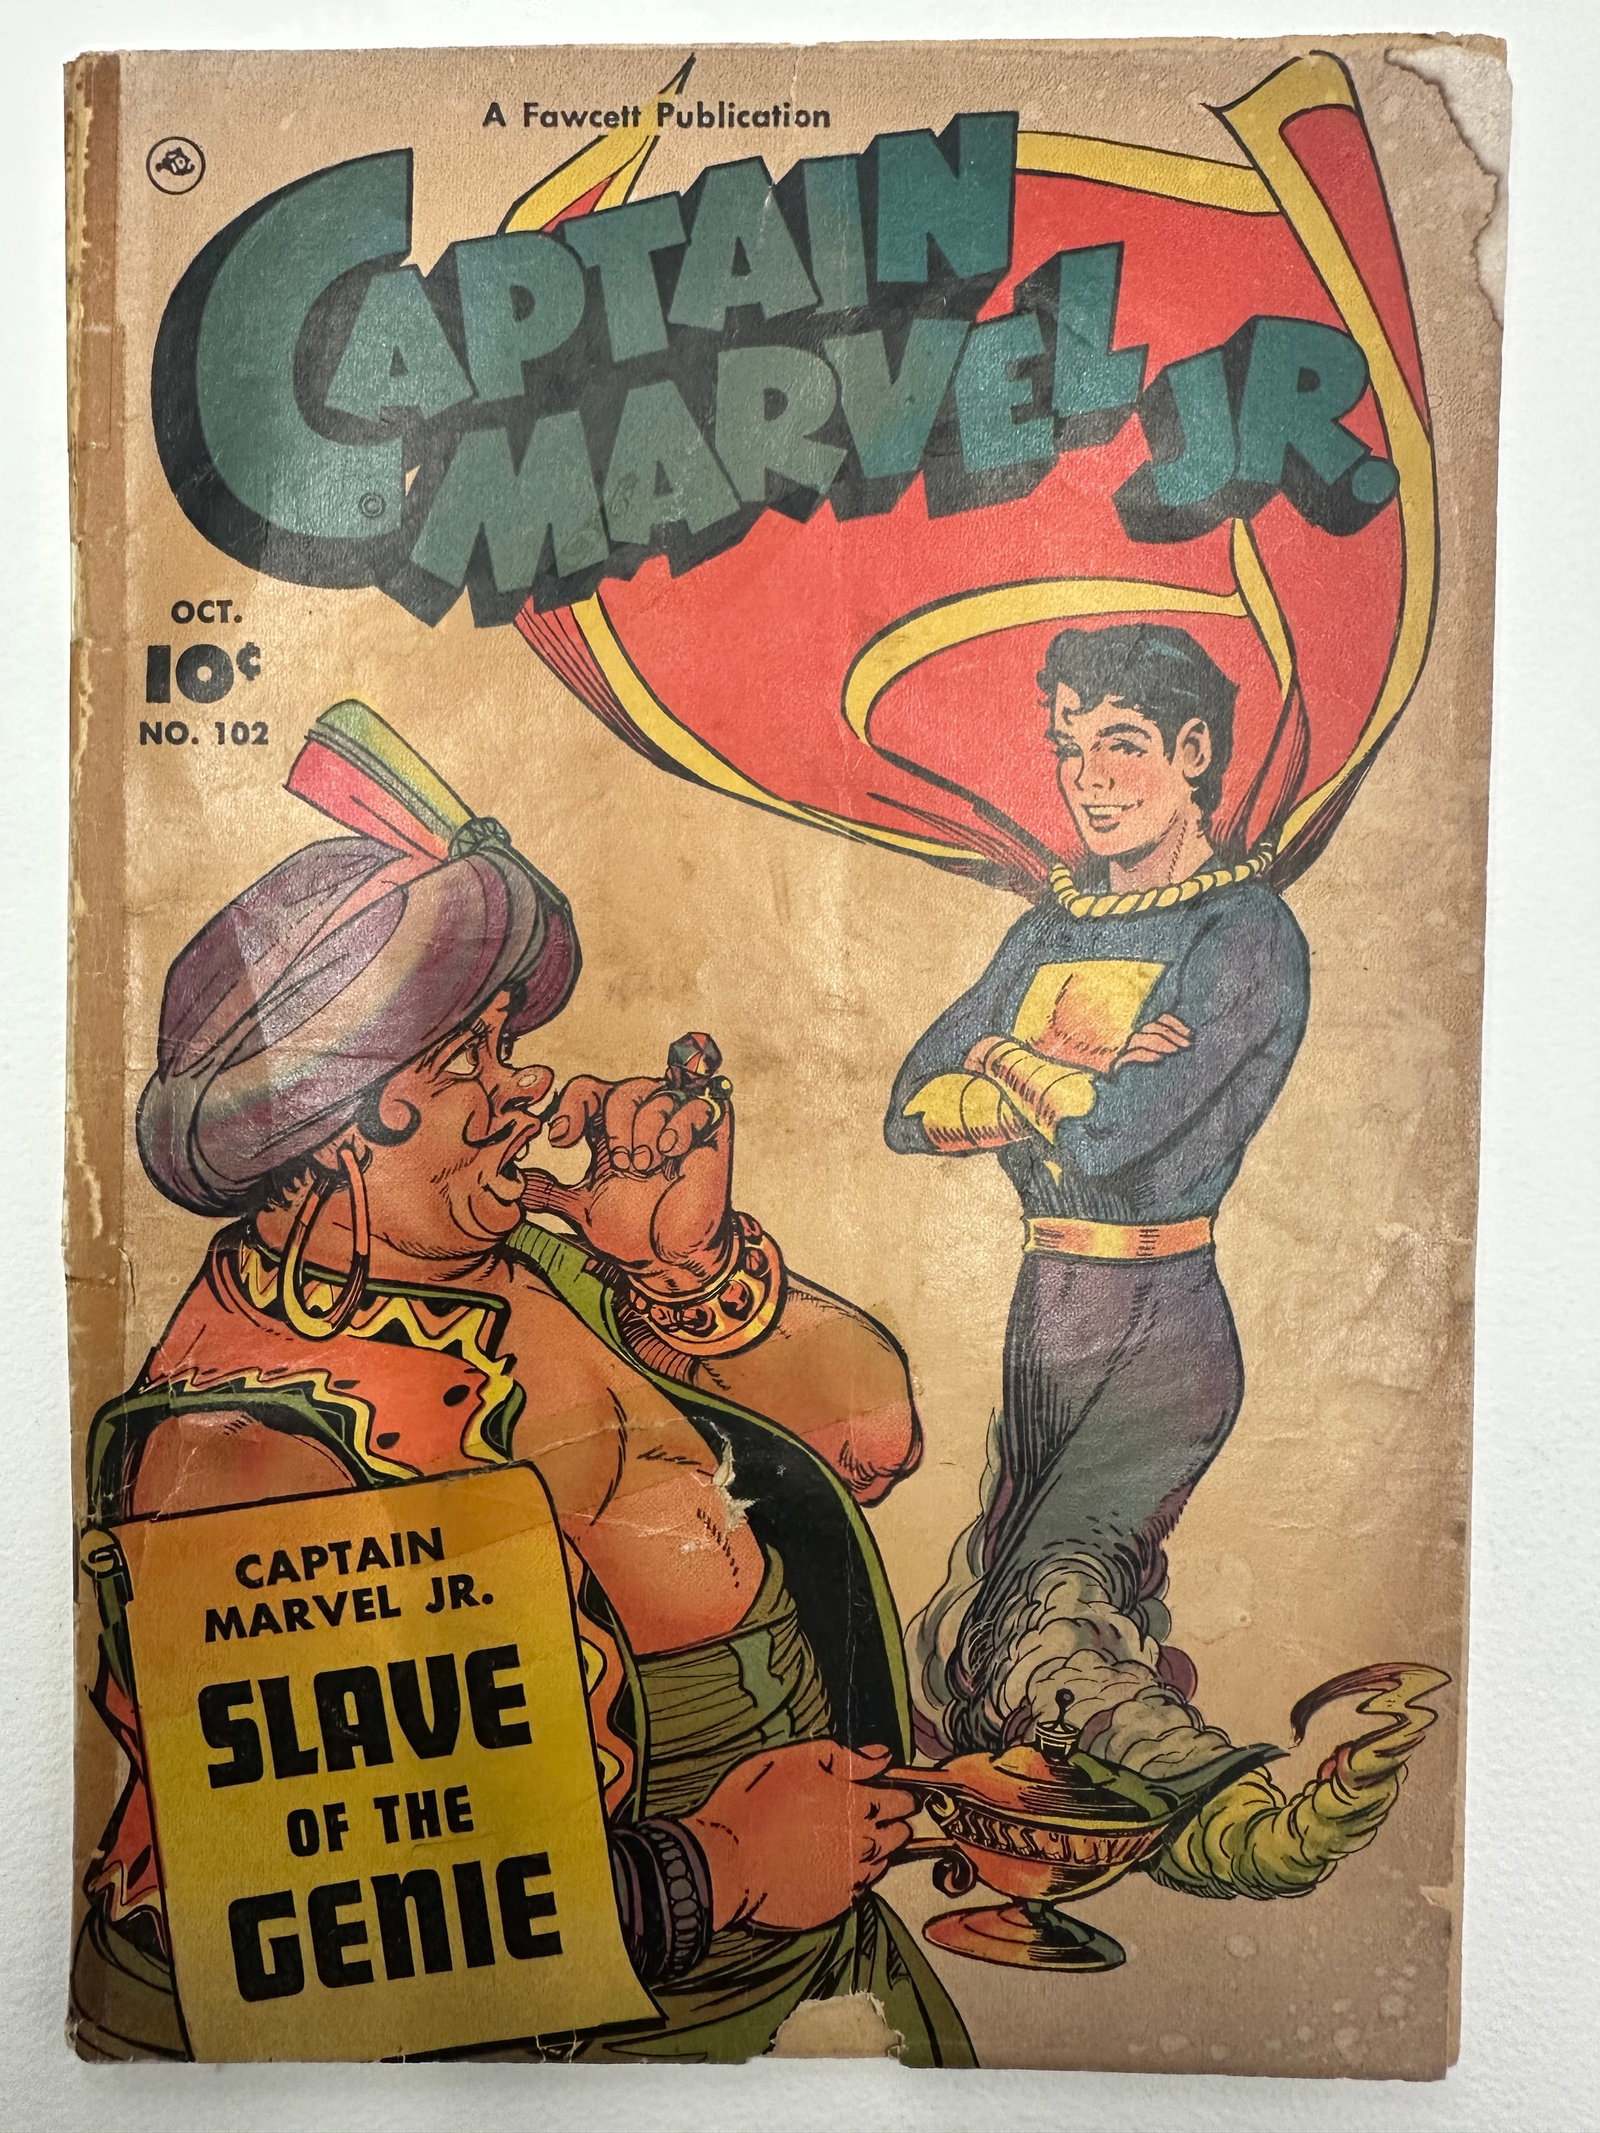 A Fawcett Publication
CAPTAIN
MARVEL JR.
©
OCT.
10¢
NO. 102
CAPTAIN
MARVEL JR.
SLAVE
OF THE
GENIE